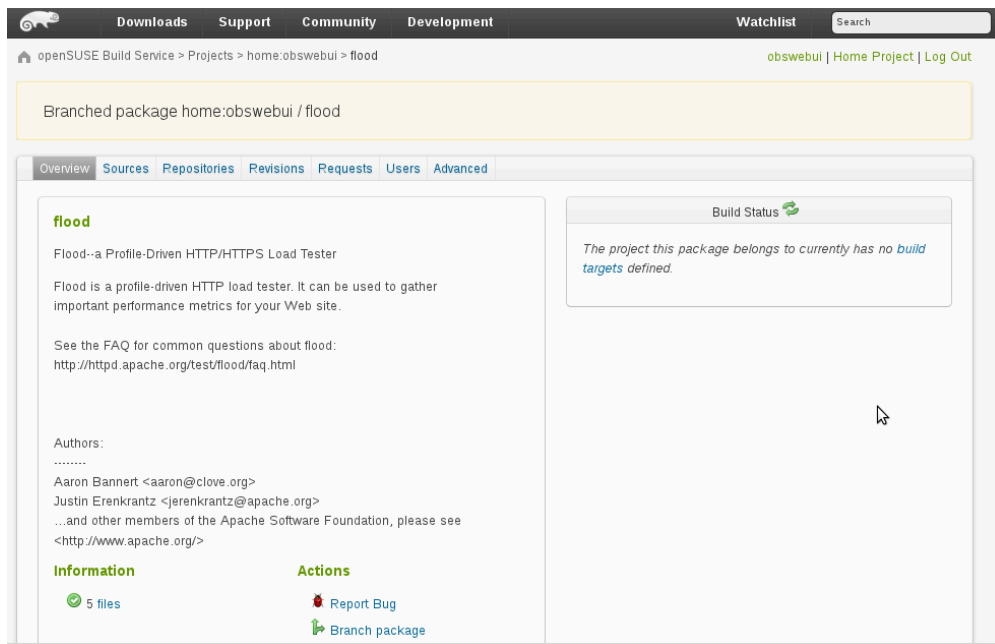 Downloads Support Community Development Watchlist Search
openSUSE Build Service > Projects > home:obswebui > flood obswebui | Home Project | Log Out
Branched package home:obswebui / flood
Overview Sources Repositories Revisions Requests Users Advanced
flood
Flood--a Profile-Driven HTTP/HTTPS Load Tester
Flood is a profile-driven HTTP load tester. It can be used to gather
important performance metrics for your Web site.
See the FAQ for common questions about flood:
http://httpd.apache.org/test/flood/faq.html
Authors:
--------
Aaron Bannert <aaron@clove.org>
Justin Erenkrantz <jerenkrantz@apache.org>
...and other members of the Apache Software Foundation, please see
<http://www.apache.org/>
Information
5 files
Actions
Report Bug
Branch package
Build Status
The project this package belongs to currently has no build
targets defined.